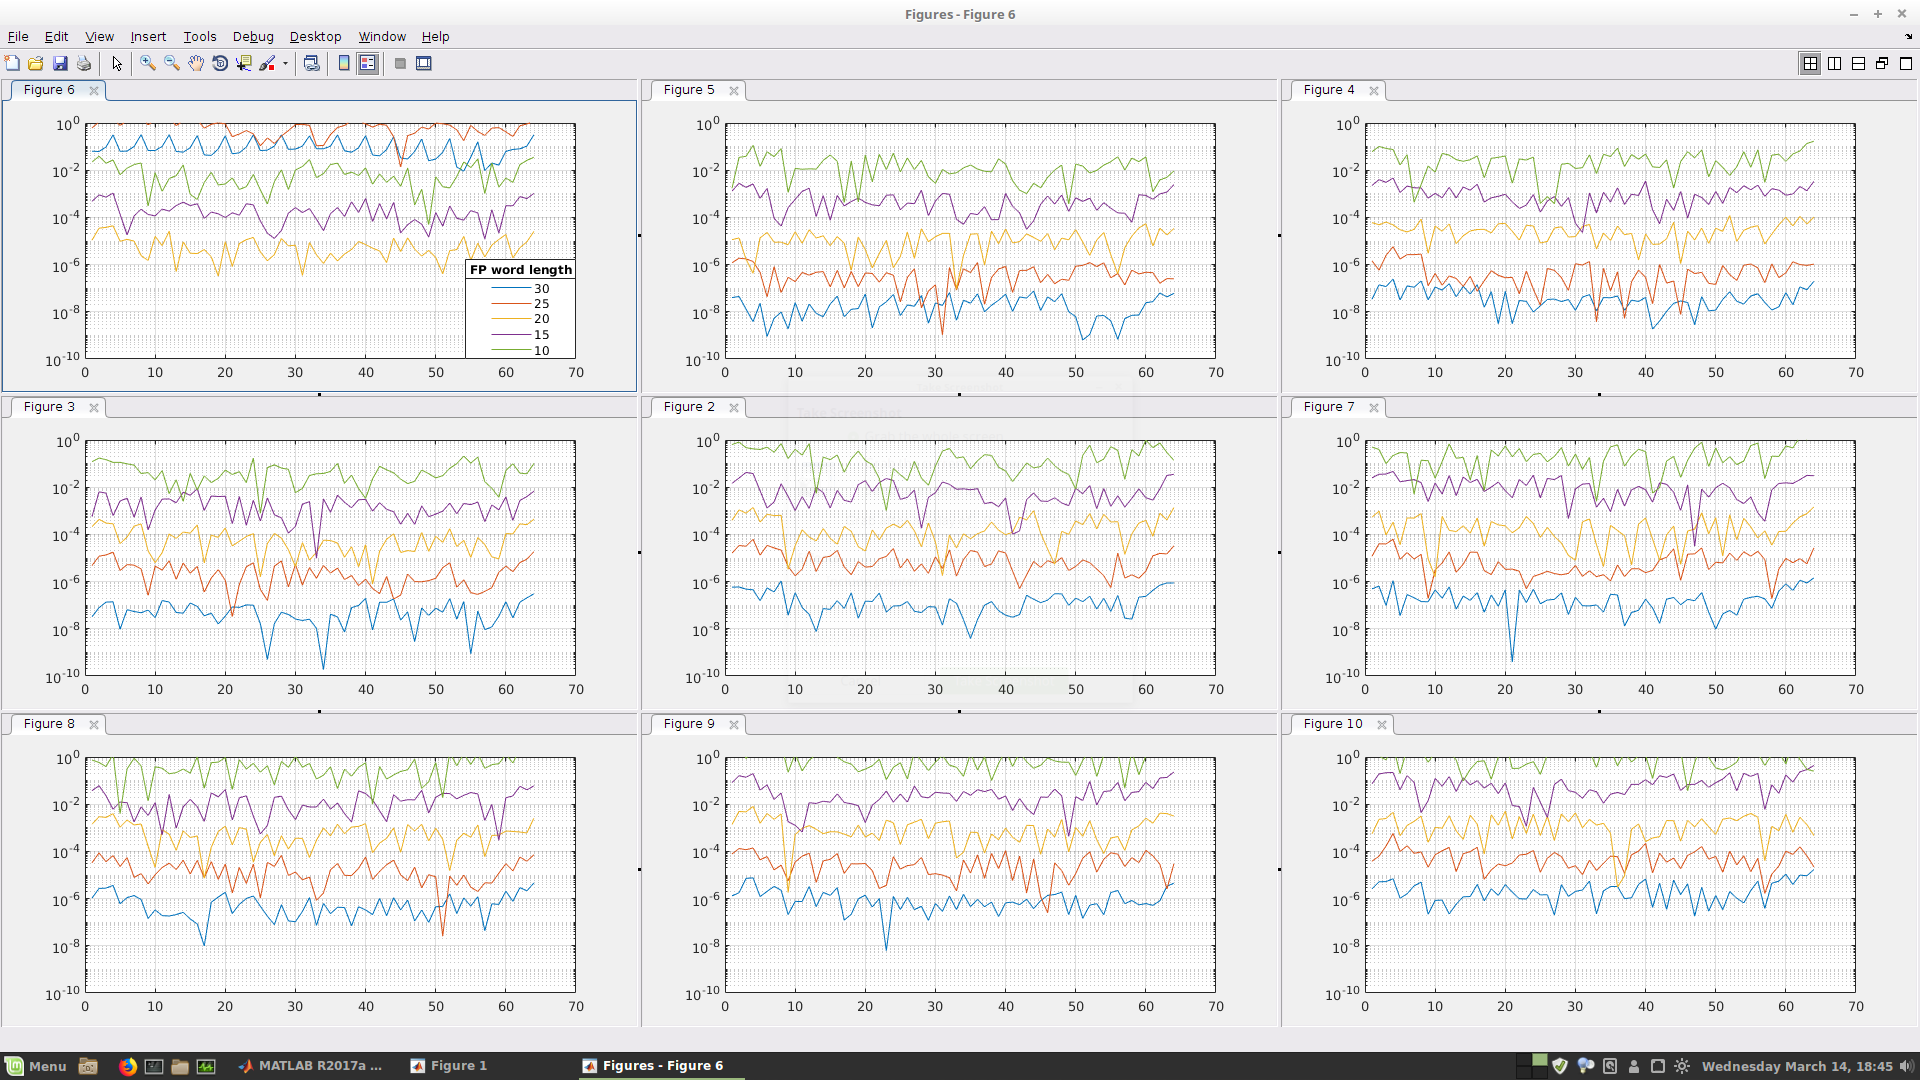 Figures - Figure 6
File Edit View Insert Tools Debug Desktop Window Help
Figure 6
10^0
10^-2
10^-4
10^-6
10^-8
10^-10
0 10 20 30 40 50 60 70
FP word length
30
25
20
15
10
Figure 5
10^0
10^-2
10^-4
10^-6
10^-8
10^-10
0 10 20 30 40 50 60 70
Figure 4
10^0
10^-2
10^-4
10^-6
10^-8
10^-10
0 10 20 30 40 50 60 70
Figure 3
10^0
10^-2
10^-4
10^-6
10^-8
10^-10
0 10 20 30 40 50 60 70
Figure 2
Take Screenshot
10^0
10^-2
10^-4
10^-6
10^-8
10^-10
0 10 20 30 40 50 60 70
Figure 7
10^0
10^-2
10^-4
10^-6
10^-8
10^-10
0 10 20 30 40 50 60 70
Figure 8
10^0
10^-2
10^-4
10^-6
10^-8
10^-10
0 10 20 30 40 50 60 70
Figure 9
10^0
10^-2
10^-4
10^-6
10^-8
10^-10
0 10 20 30 40 50 60 70
Figure 10
10^0
10^-2
10^-4
10^-6
10^-8
10^-10
0 10 20 30 40 50 60 70
Menu MATLAB R2017a ... Figure 1 Figures - Figure 6 Wednesday March 14, 18:45